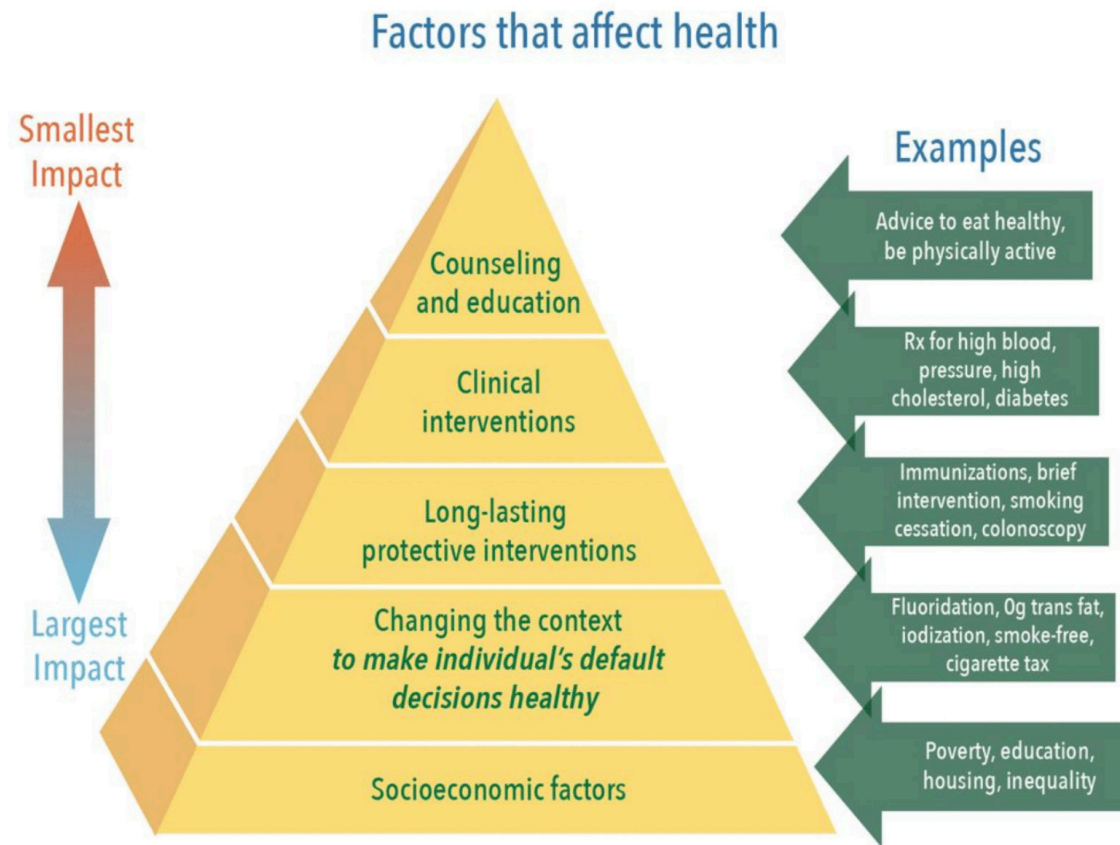 Factors that affect health
Smallest
Impact
Largest
Impact
Counseling
and education
Clinical
interventions
Long-lasting
protective interventions
Changing the context
to make individual's default
decisions healthy
Socioeconomic factors
Examples
Advice to eat healthy,
be physically active
Rx for high blood,
pressure, high
cholesterol, diabetes
Immunizations, brief
intervention, smoking
cessation, colonoscopy
Fluoridation, 0g trans fat,
iodization, smoke-free,
cigarette tax
Poverty, education,
housing, inequality